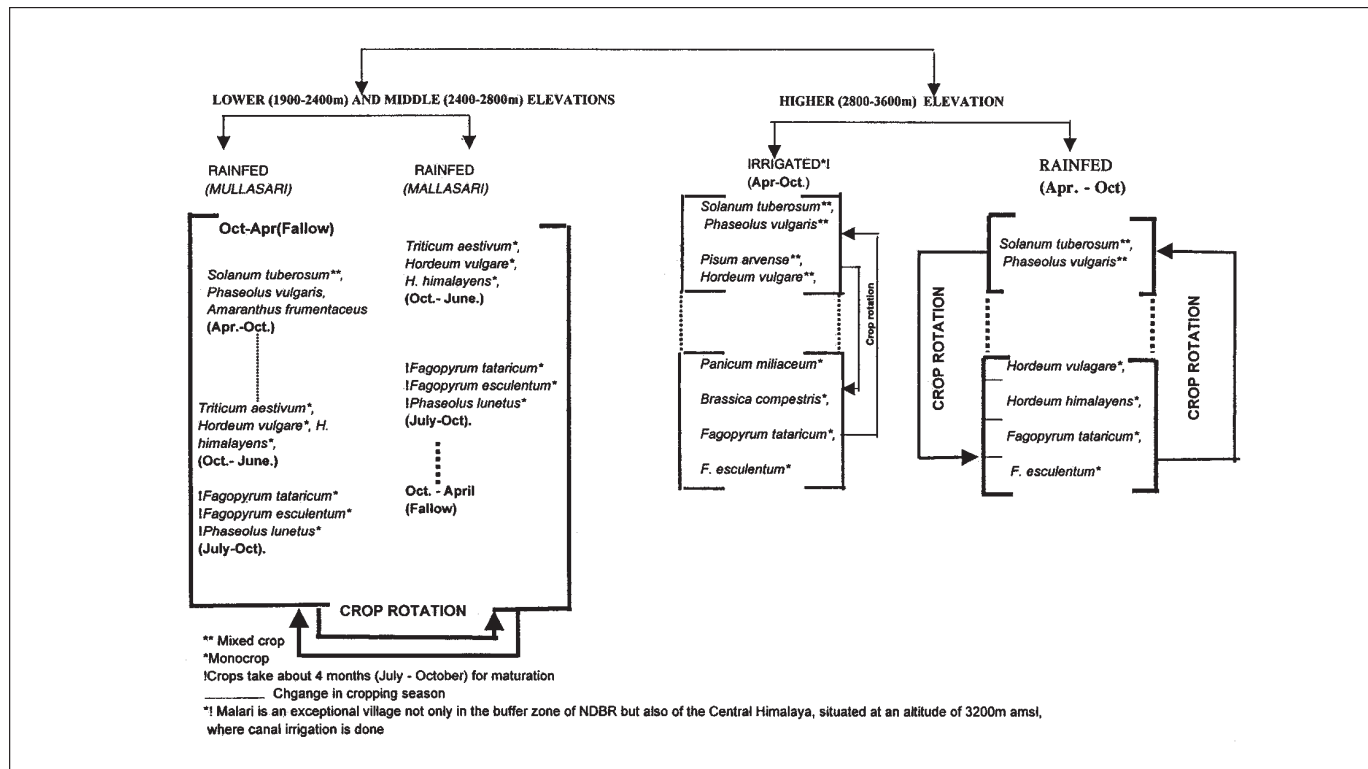 LOWER (1900-2400m) AND MIDDLE (2400-2800m) ELEVATIONS
RAINFED
(MULLASARI)
Oct-Apr(Fallow)
Solanum tuberosum**,
Phaseolus vulgaris,
Amaranthus frumentaceus
(Apr.-Oct.)
Triticum aestivum*,
Hordeum vulgare*, H.
himalayens*,
(Oct.- June.)
!Fagopyrum tataricum*
!Fagopyrum esculentum*
!Phaseolus lunetus*
(July-Oct).
RAINFED
(MALLASARI)
Triticum aestivum*,
Hordeum vulgare*,
H. himalayens*,
(Oct.- June.)
!Fagopyrum tataricum*
!Fagopyrum esculentum*
!Phaseolus lunetus*
(July-Oct).
Oct. - April
(Fallow)
CROP ROTATION
HIGHER (2800-3600m) ELEVATION
IRRIGATED*!
(Apr-Oct.)
Solanum tuberosum**,
Phaseolus vulgaris**
Pisum arvense**,
Hordeum vulgare**,
Crop rotation
Panicum miliaceum*
Brassica compestris*,
Fagopyrum tataricum*,
F. esculentum*
RAINFED
(Apr. - Oct)
Solanum tuberosum**,
Phaseolus vulgaris**
CROP ROTATION
CROP ROTATION
Hordeum vulagare*,
Hordeum himalayens*,
Fagopyrum tataricum*,
F. esculentum*
** Mixed crop
*Monocrop
!Crops take about 4 months (July - October) for maturation
Chgange in cropping season
*! Malari is an exceptional village not only in the buffer zone of NDBR but also of the Central Himalaya, situated at an altitude of 3200m amsl,
where canal irrigation is done